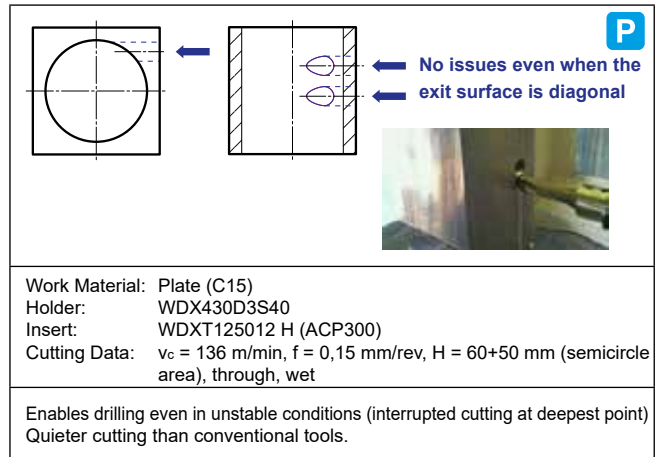 P
No issues even when the
exit surface is diagonal
Work Material: Plate (C15)
Holder: WDX430D3S40
Insert: WDXT125012 H (ACP300)
Cutting Data: vc = 136 m/min, f = 0,15 mm/rev, H = 60+50 mm (semicircle
area), through, wet
Enables drilling even in unstable conditions (interrupted cutting at deepest point)
Quieter cutting than conventional tools.